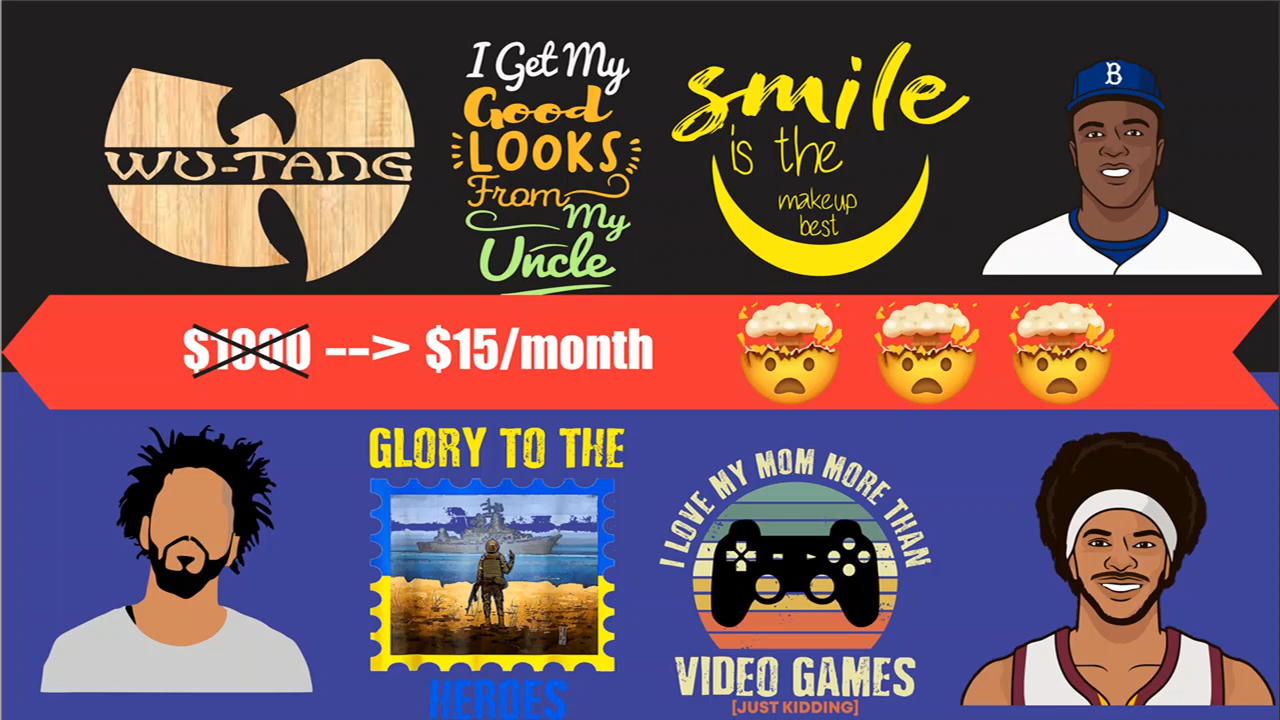 WU-TANG
I Get My
Good
LOOKS
From
My
Uncle
smile
is the
makeup
best
B
$1000 --> $15/month
GLORY TO THE
HEROES
I LOVE MY MOM MORE THAN
VIDEO GAMES
[JUST KIDDING]